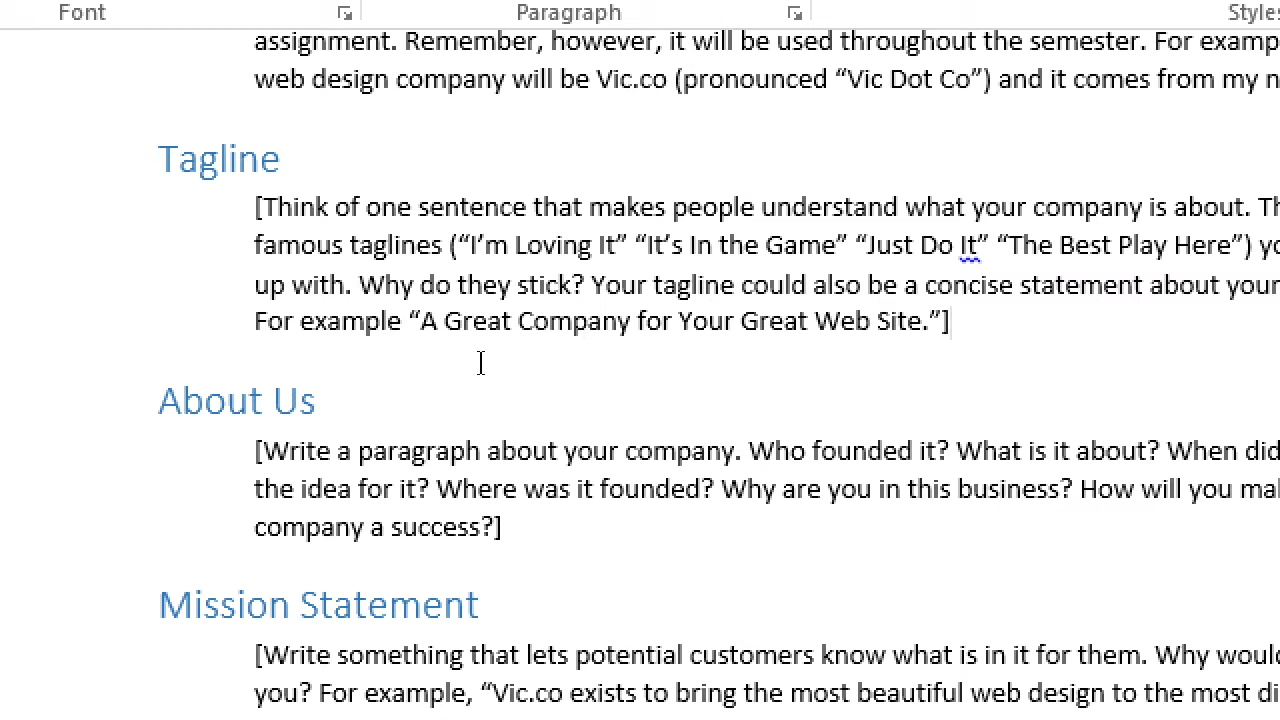 Font Paragraph Styles
assignment. Remember, however, it will be used throughout the semester. For examp
web design company will be Vic.co (pronounced “Vic Dot Co”) and it comes from my n
Tagline
[Think of one sentence that makes people understand what your company is about. Th
famous taglines (“I’m Loving It” “It’s In the Game” “Just Do It” “The Best Play Here”) yo
up with. Why do they stick? Your tagline could also be a concise statement about your
For example “A Great Company for Your Great Web Site.”]
About Us
[Write a paragraph about your company. Who founded it? What is it about? When did
the idea for it? Where was it founded? Why are you in this business? How will you mal
company a success?]
Mission Statement
[Write something that lets potential customers know what is in it for them. Why would
you? For example, “Vic.co exists to bring the most beautiful web design to the most di